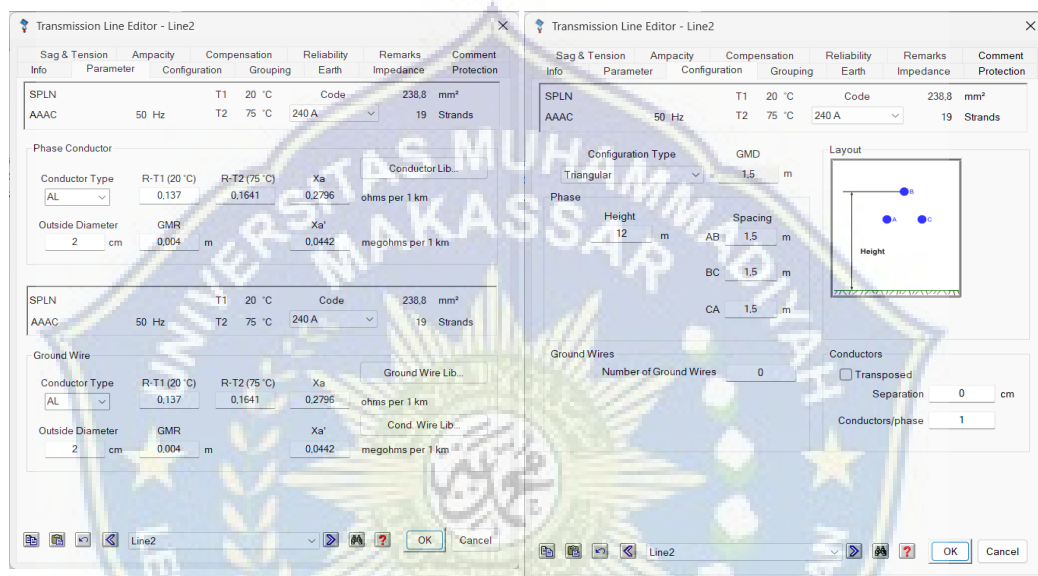 Transmission Line Editor - Line2
Sag & Tension Ampacity Compensation Reliability Remarks Comment
Info Parameter Configuration Grouping Earth Impedance Protection
SPLN T1 20 °C Code 238,8 mm²
AAAC 50 Hz T2 75 °C 240 A 19 Strands
Phase Conductor
Conductor Lib...
Conductor Type R-T1 (20 °C) R-T2 (75 °C) Xa
AL 0,137 0,1641 0,2796 ohms per 1 km
Outside Diameter GMR Xa'
2 cm 0,004 m 0,0442 megohms per 1 km
SPLN T1 20 °C Code 238,8 mm²
AAAC 50 Hz T2 75 °C 240 A 19 Strands
Ground Wire
Ground Wire Lib...
Conductor Type R-T1 (20 °C) R-T2 (75 °C) Xa
AL 0,137 0,1641 0,2796 ohms per 1 km
Cond. Wire Lib...
Outside Diameter GMR Xa'
2 cm 0,004 m 0,0442 megohms per 1 km
Line2 OK Cancel
Transmission Line Editor - Line2
Sag & Tension Ampacity Compensation Reliability Remarks Comment
Info Parameter Configuration Grouping Earth Impedance Protection
SPLN T1 20 °C Code 238,8 mm²
AAAC 50 Hz T2 75 °C 240 A 19 Strands
Configuration Type GMD
Triangular = 1,5 m
Phase
Height Spacing
12 m AB 1,5 m
BC 1,5 m
CA 1,5 m
Layout
B
A C
Height
Ground Wires
Number of Ground Wires 0
Conductors
Transposed
Separation 0 cm
Conductors/phase 1
Line2 OK Cancel
UNIVERSITAS MUHAMMADIYAH
MAKASSAR